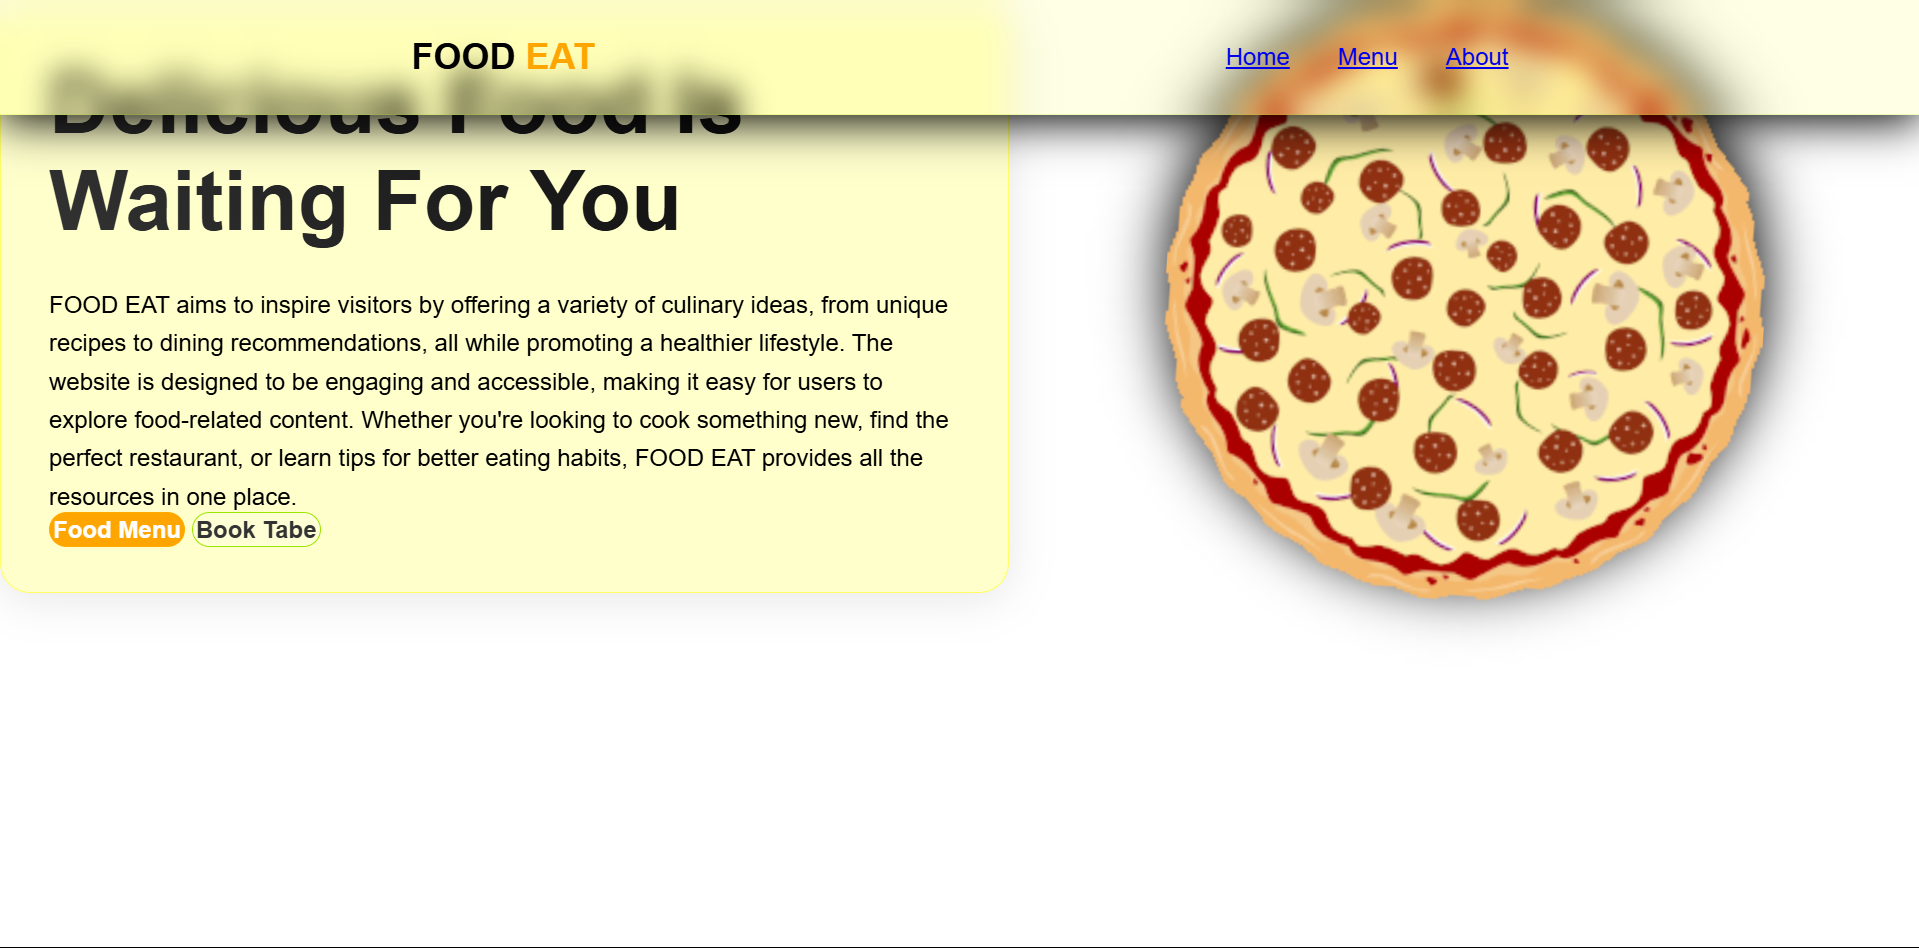 FOOD EAT
Home Menu About
Delicious Food is
Waiting For You
FOOD EAT aims to inspire visitors by offering a variety of culinary ideas, from unique
recipes to dining recommendations, all while promoting a healthier lifestyle. The
website is designed to be engaging and accessible, making it easy for users to
explore food-related content. Whether you're looking to cook something new, find the
perfect restaurant, or learn tips for better eating habits, FOOD EAT provides all the
resources in one place.
Food Menu Book Tabe